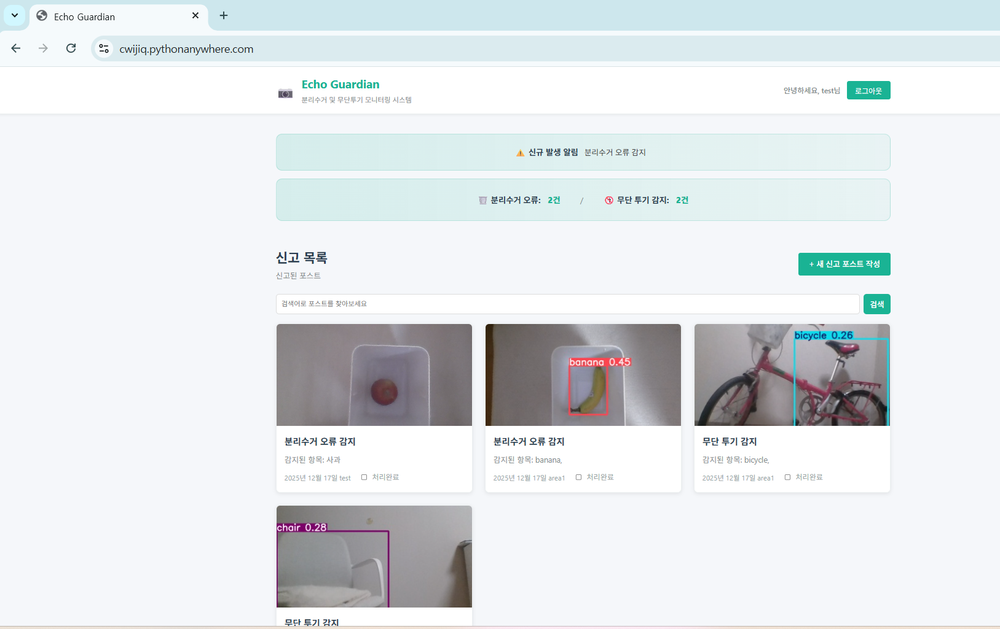 Echo Guardian
cwijiq.pythonanywhere.com
Echo Guardian
분리수거 및 무단투기 모니터링 시스템
안녕하세요, test님
로그아웃
신규 발생 알림 분리수거 오류 감지
분리수거 오류: 2건 / 무단 투기 감지: 2건
신고 목록
신고된 포스트
+ 새 신고 포스트 작성
검색어로 포스트를 찾아보세요
검색
분리수거 오류 감지
감지된 항목: 사과
2025년 12월 17일 test 처리완료
banana 0.45
분리수거 오류 감지
감지된 항목: banana,
2025년 12월 17일 area1 처리완료
bicycle 0.26
무단 투기 감지
감지된 항목: bicycle,
2025년 12월 17일 area1 처리완료
chair 0.28
무단 투기 감지